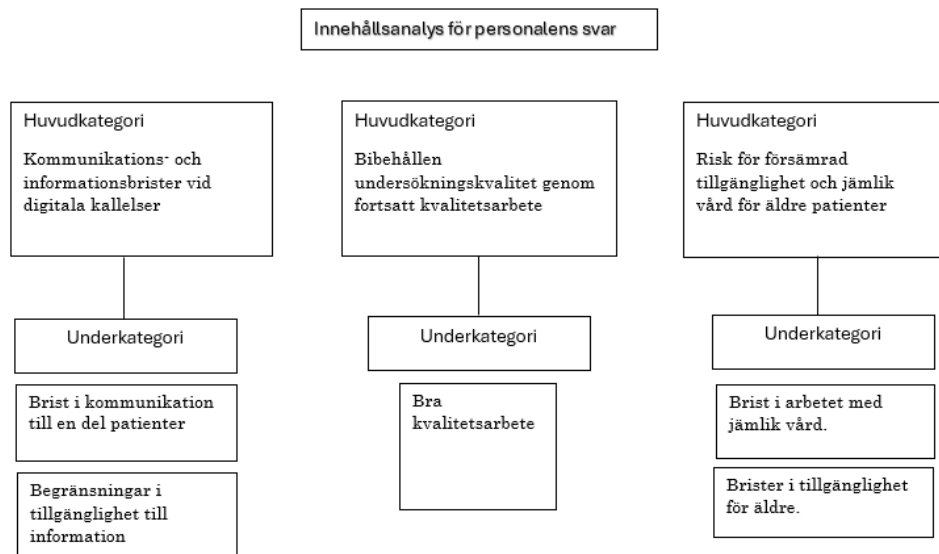 Innehållsanalys för personalens svar
Huvudkategori
Kommunikations- och
informationsbrister vid
digitala kallelser
Underkategori
Brist i kommunikation
till en del patienter
Begränsningar i
tillgänglighet till
information
Huvudkategori
Bibehållen
undersökningskvalitet genom
fortsatt kvalitetsarbete
Underkategori
Bra
kvalitetsarbete
Huvudkategori
Risk för försämrad
tillgänglighet och jämlik
vård för äldre patienter
Underkategori
Brist i arbetet med
jämlik vård.
Brister i tillgänglighet
för äldre.